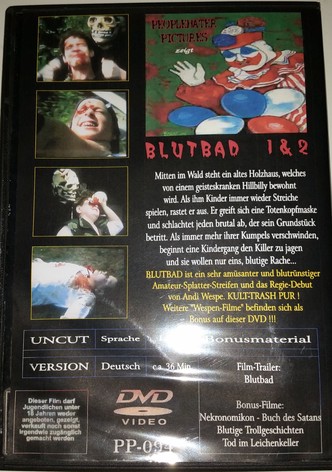 PEOPLEHATER
PICTURES
zeigt
BLUTBAD 1 & 2
Mitten im Wald steht ein altes Holzhaus, welches
von einem geisteskranken Hillbilly bewohnt
wird. Als ihm Kinder immer wieder Streiche
spielen, rastet er aus. Er greift sich eine Totenkopfmaske
und schlachtet jeden brutal ab, der sein Grundstück
betritt. Als immer mehr ihrer Kumpels verschwinden,
beginnt eine Kindergang den Killer zu jagen
und sie wollen nur eins, blutige Rache...
BLUTBAD ist ein sehr amüsanter und blutrünstiger
Amateur-Splatter-Streifen und das Regie-Debut
von Andi Wespe. KULT-TRASH PUR !
Weitere "Wespen-Filme" befinden sich als
Bonus auf dieser DVD !!!
UNCUT Sprache Bonusmaterial
VERSION Deutsch ca. 36 Min. Film-Trailer:
Blutbad
Dieser Film darf
Jugendlichen unter
18 Jahren weder
angeboten, gezeigt,
verkauft noch sonst
irgendwie zugänglich
gemacht werden
DVD
VIDEO
PP-094
Bonus-Filme:
Nekronomikon - Buch des Satans
Blutige Trollgeschichten
Tod im Leichenkeller